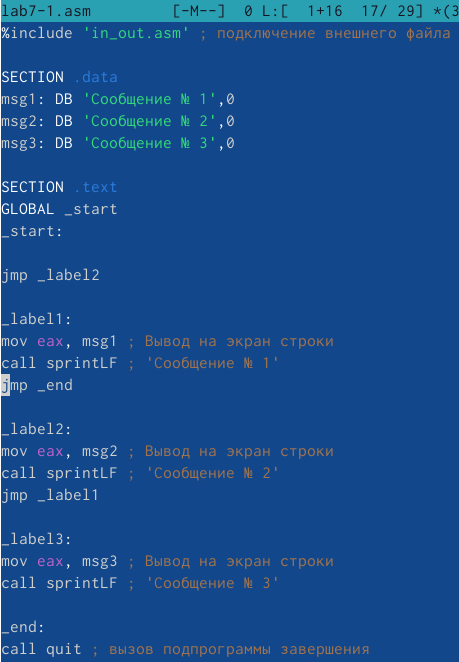 lab7-1.asm [-M--] 0 L:[ 1+16 17/ 29] *(3
%include 'in_out.asm' ; подключение внешнего файла
SECTION .data
msg1: DB 'Сообщение № 1',0
msg2: DB 'Сообщение № 2',0
msg3: DB 'Сообщение № 3',0
SECTION .text
GLOBAL _start
_start:
jmp _label2
_label1:
mov eax, msg1 ; Вывод на экран строки
call sprintLF ; 'Сообщение № 1'
jmp _end
_label2:
mov eax, msg2 ; Вывод на экран строки
call sprintLF ; 'Сообщение № 2'
jmp _label1
_label3:
mov eax, msg3 ; Вывод на экран строки
call sprintLF ; 'Сообщение № 3'
_end:
call quit ; вызов подпрограммы завершения